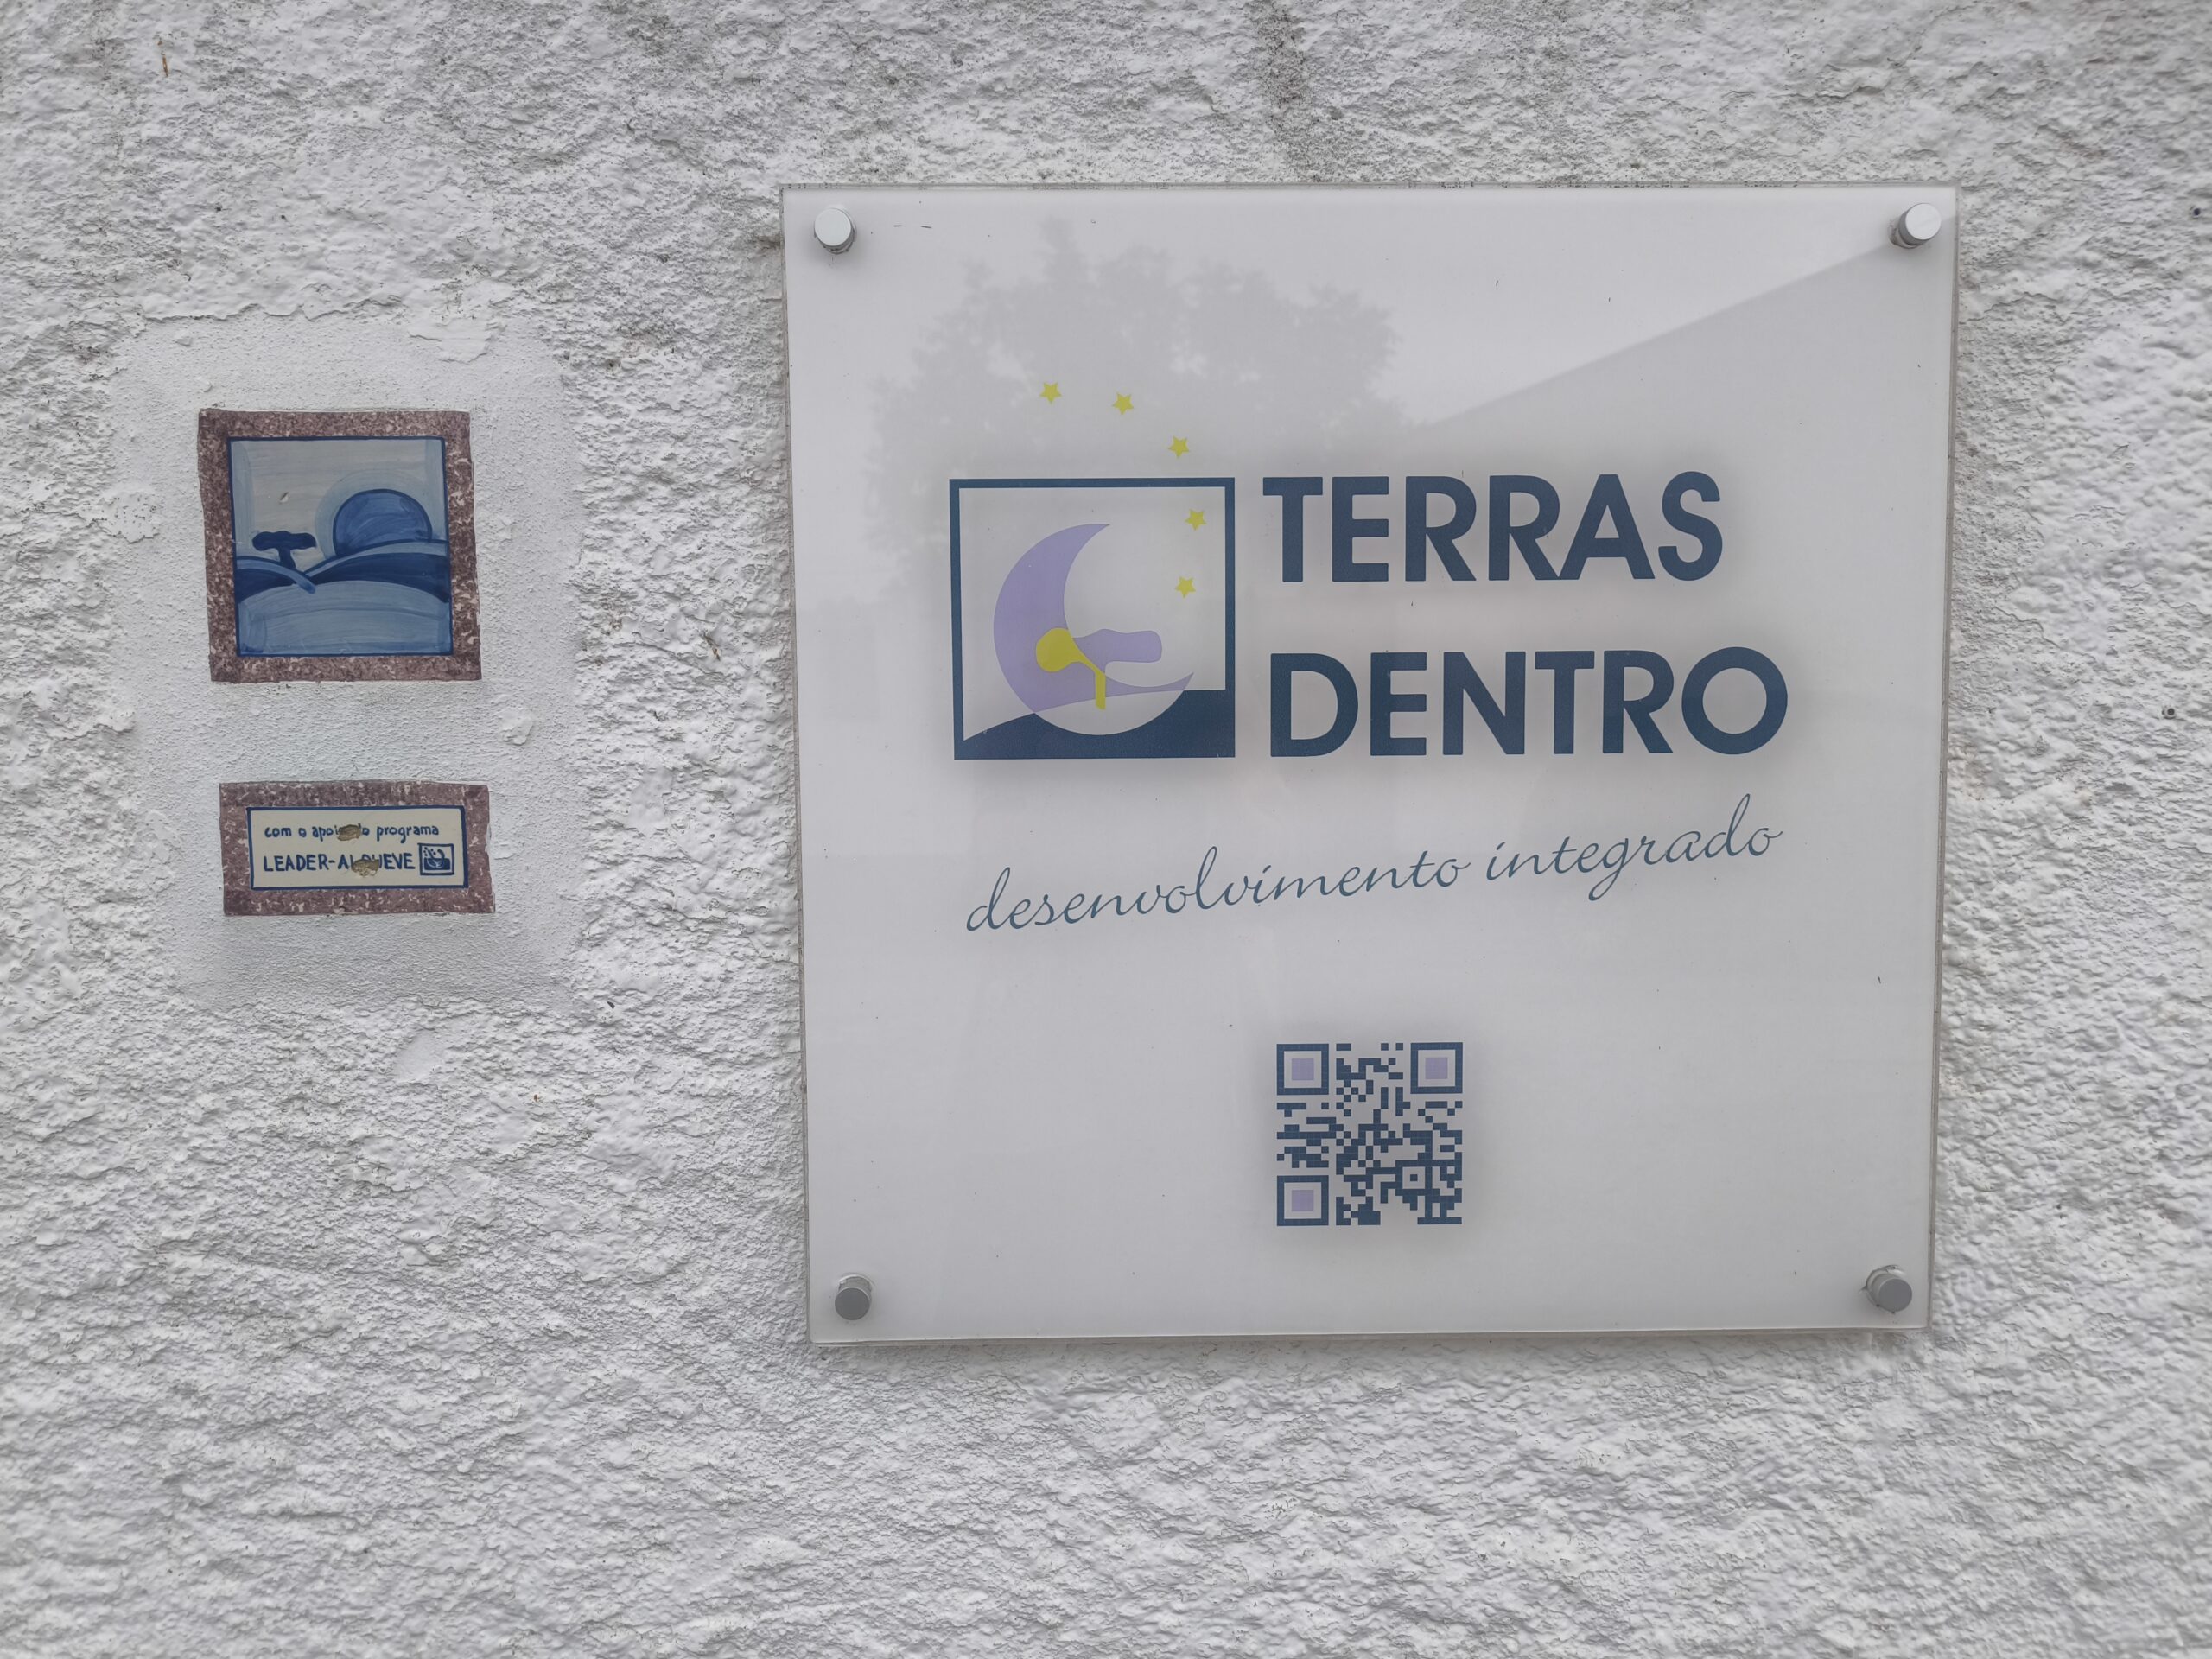 com o programa
TERRAS
DENTRO
desenvolvimento integrado